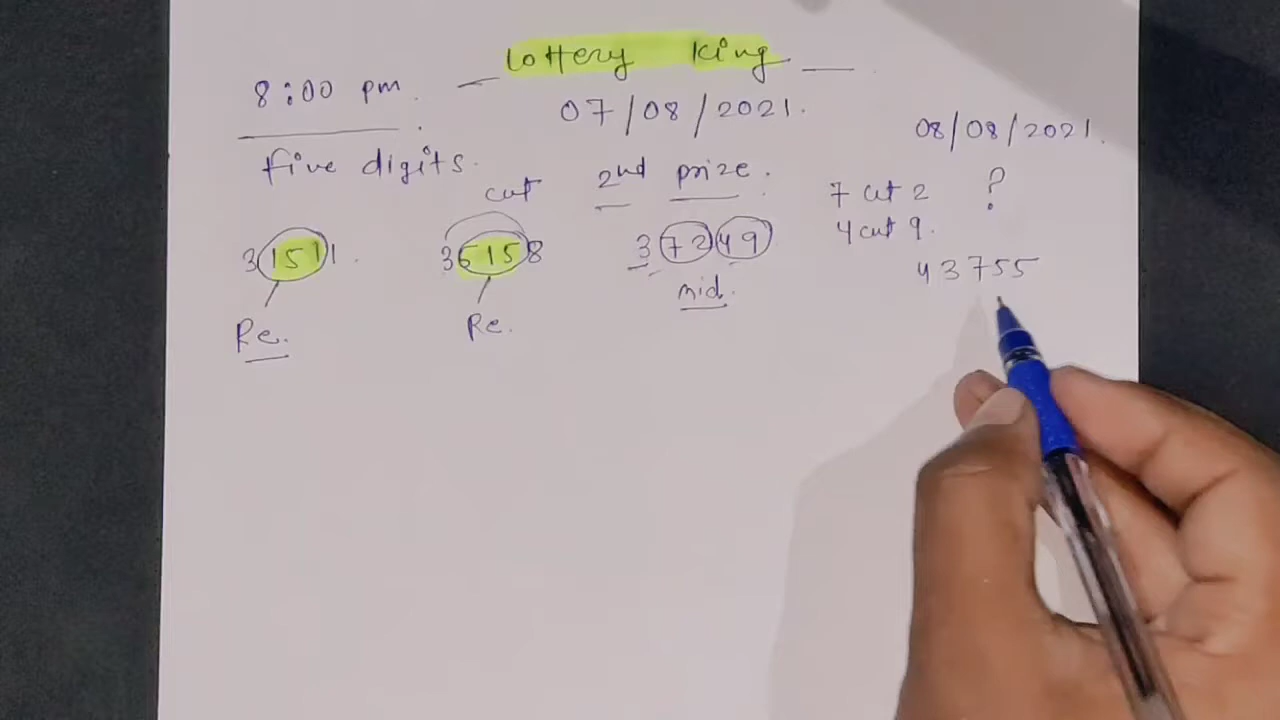 Lottery King
8:00 pm.
07/08/2021.
08/08/2021.
five digits.
cut
2nd prize.
7 cut 2
?
4 cut 9.
31511.
35158
37249
43755
mid.
Re.
Re.